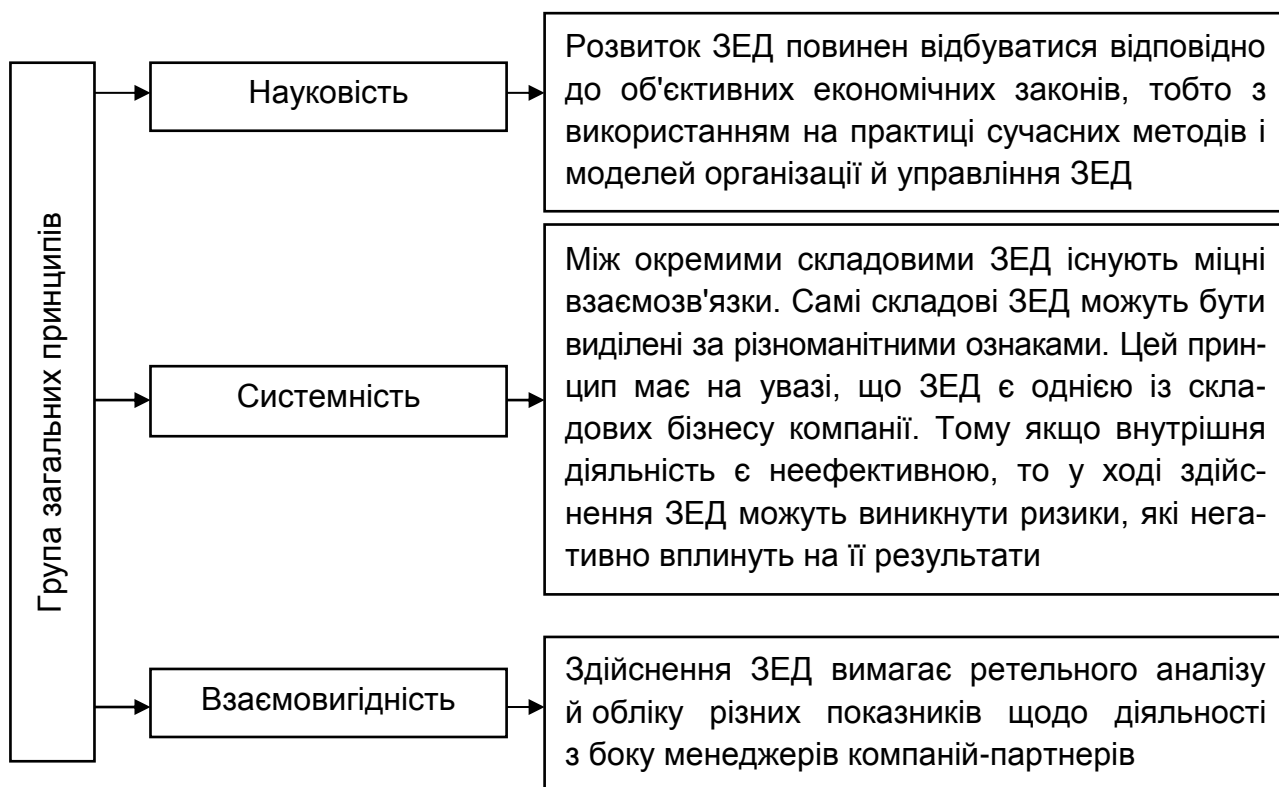 Група загальних принципів
Науковість
Розвиток ЗЕД повинен відбуватися відповідно
до об'єктивних економічних законів, тобто з
використанням на практиці сучасних методів і
моделей організації й управління ЗЕД
Системність
Між окремими складовими ЗЕД існують міцні
взаємозв'язки. Самі складові ЗЕД можуть бути
виділені за різноманітними ознаками. Цей прин-
цип має на увазі, що ЗЕД є однією із скла-
дових бізнесу компанії. Тому якщо внутрішня
діяльність є неефективною, то у ході здійс-
нення ЗЕД можуть виникнути ризики, які нега-
тивно вплинуть на її результати
Взаємовигідність
Здійснення ЗЕД вимагає ретельного аналізу
й обліку різних показників щодо діяльності
з боку менеджерів компаній-партнерів